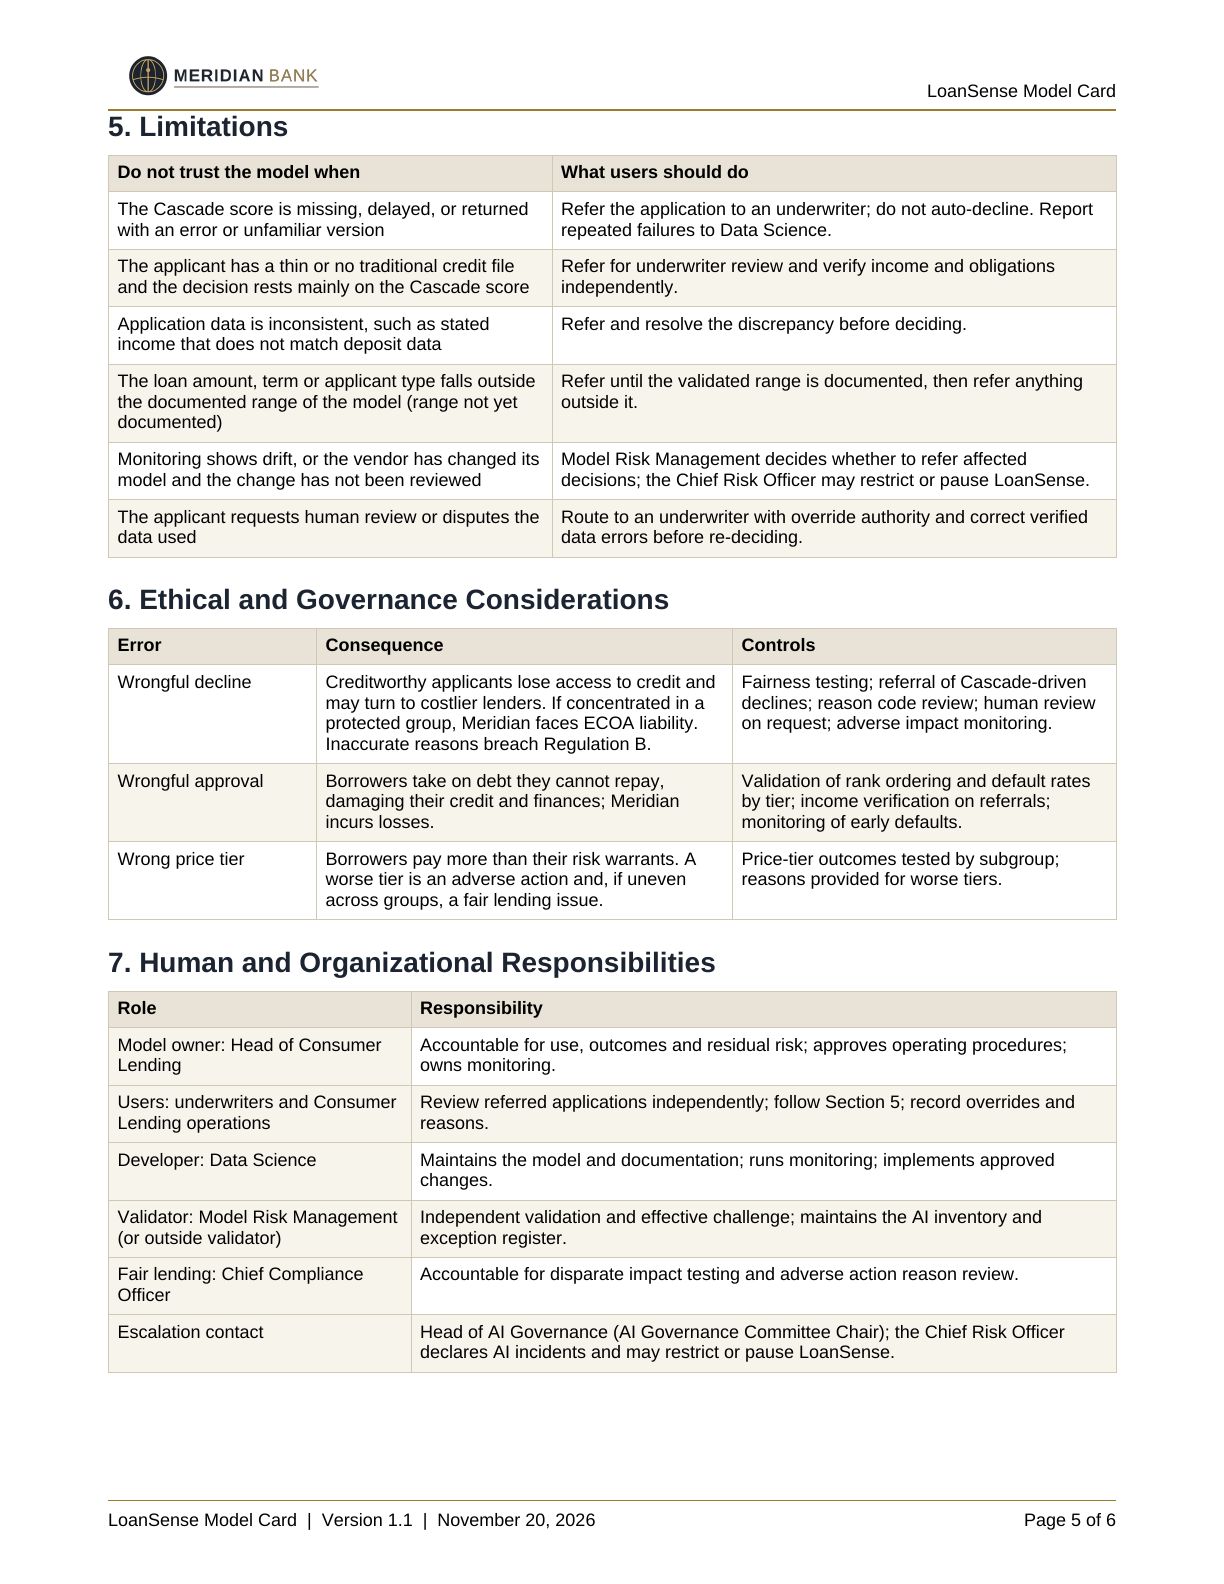 MERIDIAN BANK
LoanSense Model Card
5. Limitations
Do not trust the model when
What users should do
The Cascade score is missing, delayed, or returned
with an error or unfamiliar version
Refer the application to an underwriter; do not auto-decline. Report
repeated failures to Data Science.
The applicant has a thin or no traditional credit file
and the decision rests mainly on the Cascade score
Refer for underwriter review and verify income and obligations
independently.
Application data is inconsistent, such as stated
income that does not match deposit data
Refer and resolve the discrepancy before deciding.
The loan amount, term or applicant type falls outside
the documented range of the model (range not yet
documented)
Refer until the validated range is documented, then refer anything
outside it.
Monitoring shows drift, or the vendor has changed its
model and the change has not been reviewed
Model Risk Management decides whether to refer affected
decisions; the Chief Risk Officer may restrict or pause LoanSense.
The applicant requests human review or disputes the
data used
Route to an underwriter with override authority and correct verified
data errors before re-deciding.
6. Ethical and Governance Considerations
Error
Consequence
Controls
Wrongful decline
Creditworthy applicants lose access to credit and
may turn to costlier lenders. If concentrated in a
protected group, Meridian faces ECOA liability.
Inaccurate reasons breach Regulation B.
Fairness testing; referral of Cascade-driven
declines; reason code review; human review
on request; adverse impact monitoring.
Wrongful approval
Borrowers take on debt they cannot repay,
damaging their credit and finances; Meridian
incurs losses.
Validation of rank ordering and default rates
by tier; income verification on referrals;
monitoring of early defaults.
Wrong price tier
Borrowers pay more than their risk warrants. A
worse tier is an adverse action and, if uneven
across groups, a fair lending issue.
Price-tier outcomes tested by subgroup;
reasons provided for worse tiers.
7. Human and Organizational Responsibilities
Role
Responsibility
Model owner: Head of Consumer
Lending
Accountable for use, outcomes and residual risk; approves operating procedures;
owns monitoring.
Users: underwriters and Consumer
Lending operations
Review referred applications independently; follow Section 5; record overrides and
reasons.
Developer: Data Science
Maintains the model and documentation; runs monitoring; implements approved
changes.
Validator: Model Risk Management
(or outside validator)
Independent validation and effective challenge; maintains the AI inventory and
exception register.
Fair lending: Chief Compliance
Officer
Accountable for disparate impact testing and adverse action reason review.
Escalation contact
Head of AI Governance (AI Governance Committee Chair); the Chief Risk Officer
declares AI incidents and may restrict or pause LoanSense.
LoanSense Model Card | Version 1.1 | November 20, 2026
Page 5 of 6